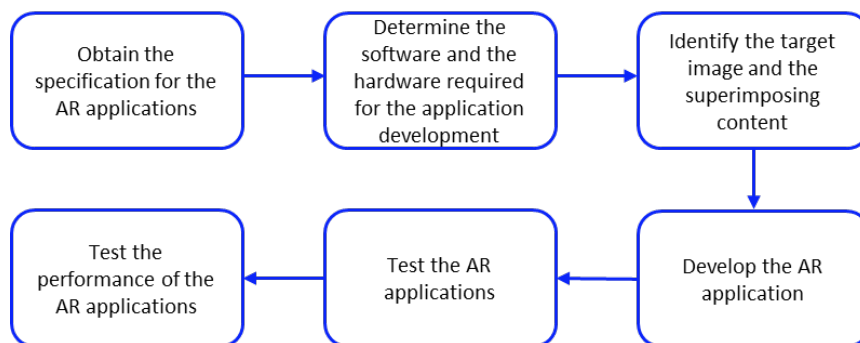 Obtain the
specification for the
AR applications
Determine the
software and the
hardware required
for the application
development
Identify the target
image and the
superimposing
content
Develop the AR
application
Test the AR
applications
Test the
performance of the
AR applications